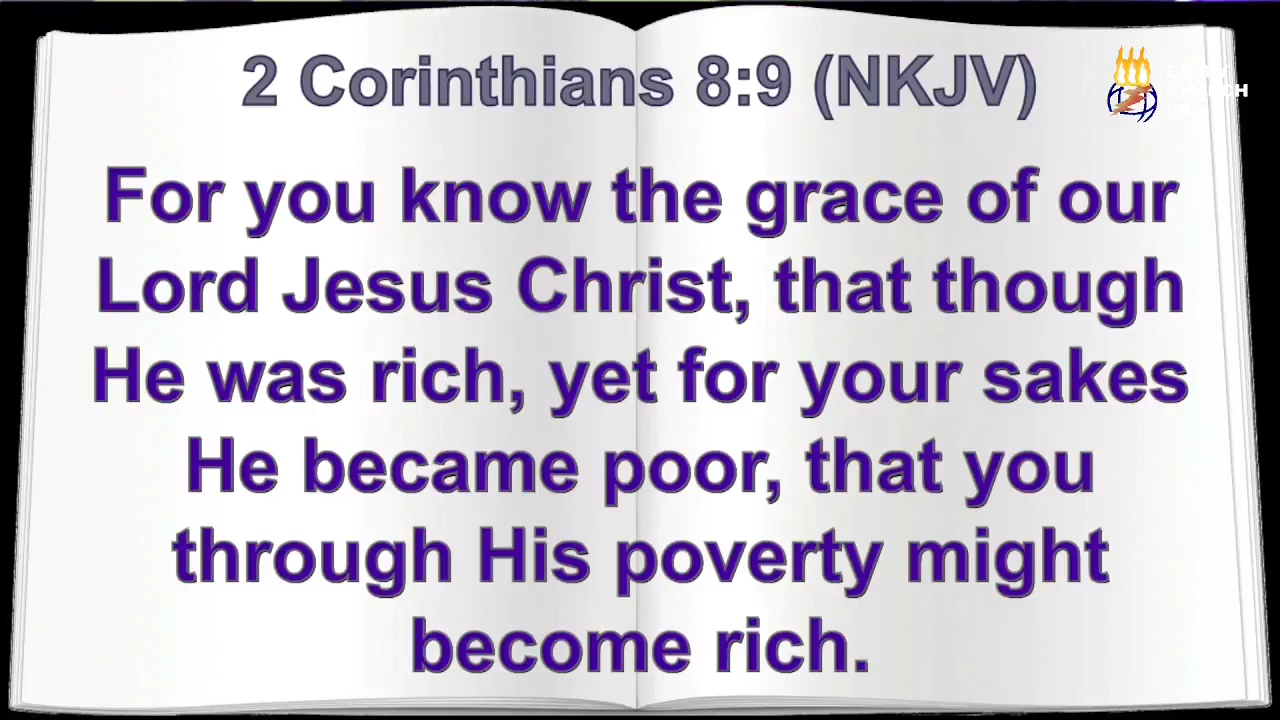 2 Corinthians 8:9 (NKJV)
CHURCH
For you know the grace of our
Lord Jesus Christ, that though
He was rich, yet for your sakes
He became poor, that you
through His poverty might
become rich.